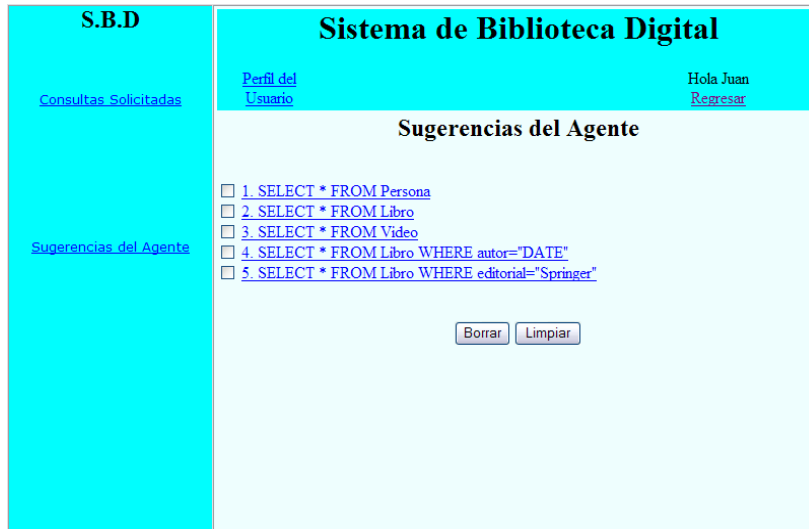 S.B.D
Consultas Solicitadas
Sugerencias del Agente
Sistema de Biblioteca Digital
Perfil del
Usuario
Hola Juan
Regresar
Sugerencias del Agente
1. SELECT * FROM Persona
2. SELECT * FROM Libro
3. SELECT * FROM Video
4. SELECT * FROM Libro WHERE autor="DATE"
5. SELECT * FROM Libro WHERE editorial="Springer"
Borrar Limpiar